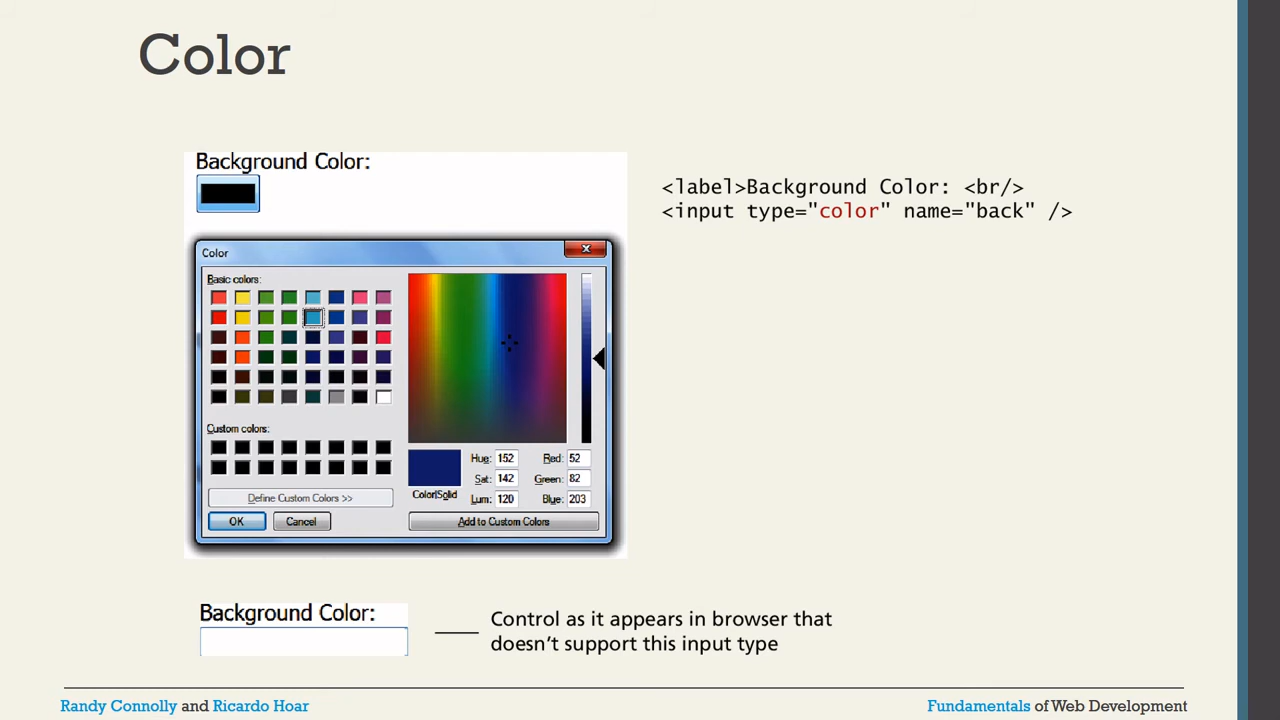 Color
Background Color:
<label>Background Color: <br/>
<input type="color" name="back" />
Color
Basic colors:
Custom colors:
Define Custom Colors >>
OK
Cancel
Color|Solid
Hue: 152
Sat: 142
Lum: 120
Red: 52
Green: 82
Blue: 203
Add to Custom Colors
Background Color:
Control as it appears in browser that
doesn't support this input type
Randy Connolly and Ricardo Hoar
Fundamentals of Web Development